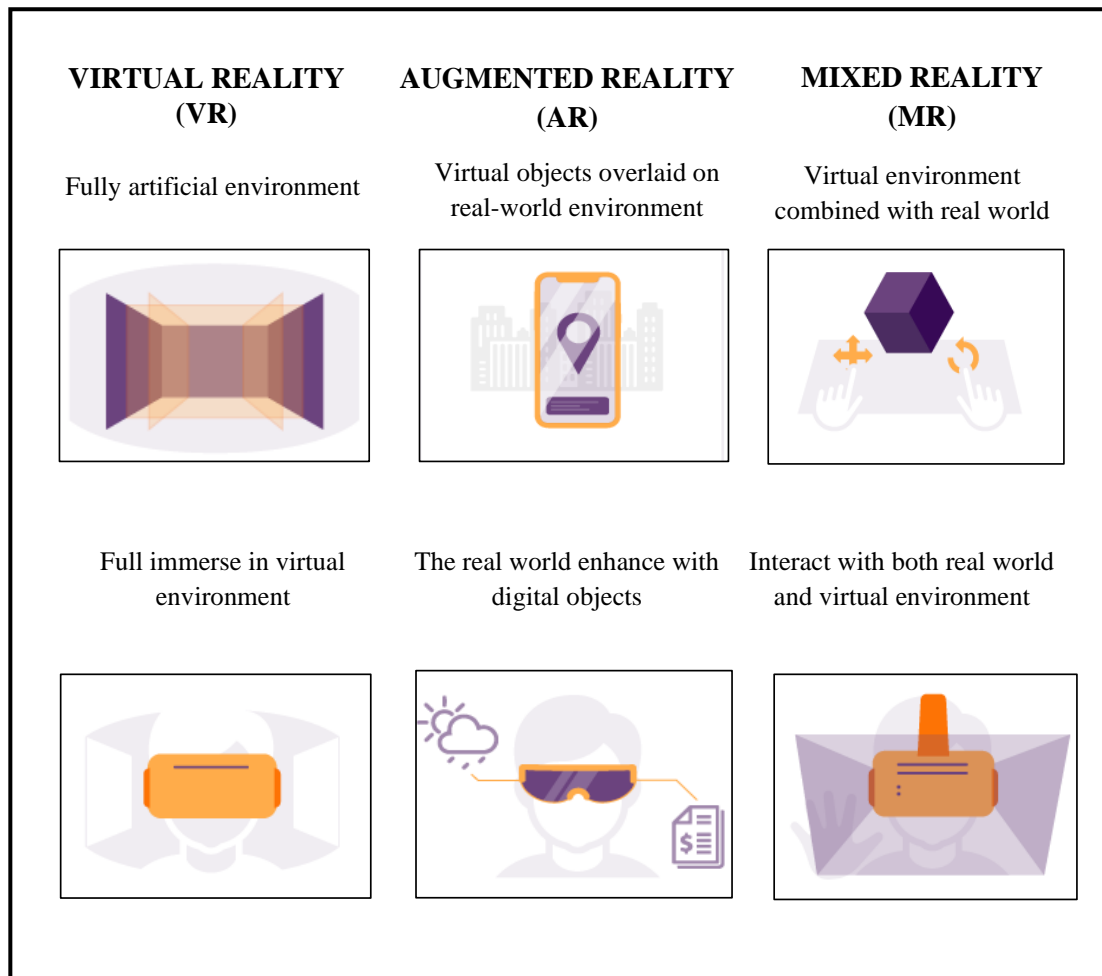 VIRTUAL REALITY
(VR)
AUGMENTED REALITY
(AR)
MIXED REALITY
(MR)
Fully artificial environment
Virtual objects overlaid on
real-world environment
Virtual environment
combined with real world
Full immerse in virtual
environment
The real world enhance with
digital objects
Interact with both real world
and virtual environment
$